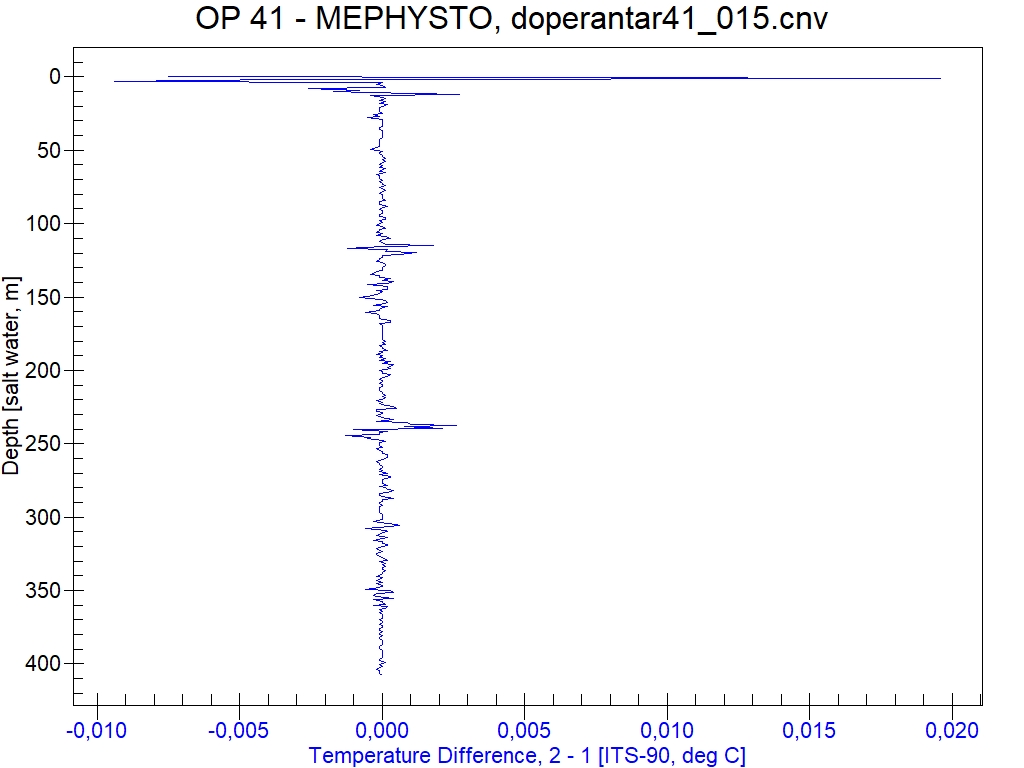 OP 41 - MEPHYSTO, doperantar41_015.cnv
Depth [salt water, m]
0
50
100
150
200
250
300
350
400
-0,010 -0,005 0,000 0,005 0,010 0,015 0,020
Temperature Difference, 2 - 1 [ITS-90, deg C]